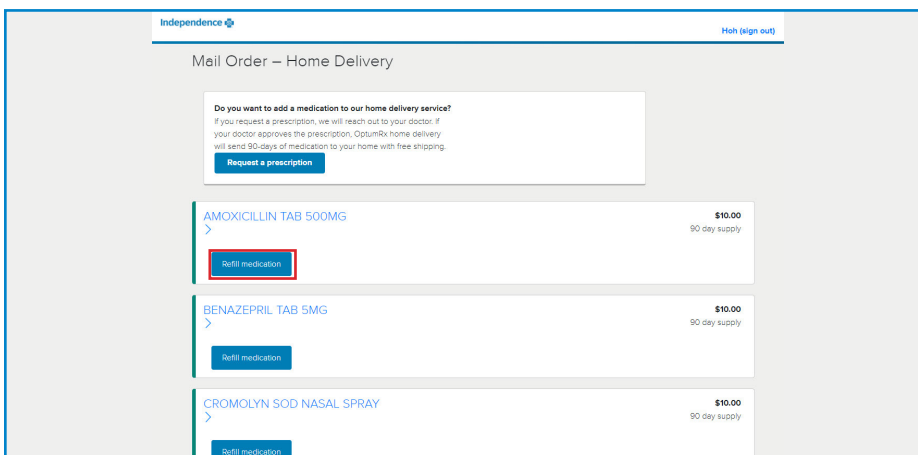 Independence
Hoh (sign out)
Mail Order – Home Delivery
Do you want to add a medication to our home delivery service?
If you request a prescription, we will reach out to your doctor. If
your doctor approves the prescription, OptumRx home delivery
will send 90-days of medication to your home with free shipping.
Request a prescription
AMOXICILLIN TAB 500MG
$10.00
90 day supply
Refill medication
BENAZEPRIL TAB 5MG
$10.00
90 day supply
Refill medication
CROMOLYN SOD NASAL SPRAY
$10.00
90 day supply
Refill medication